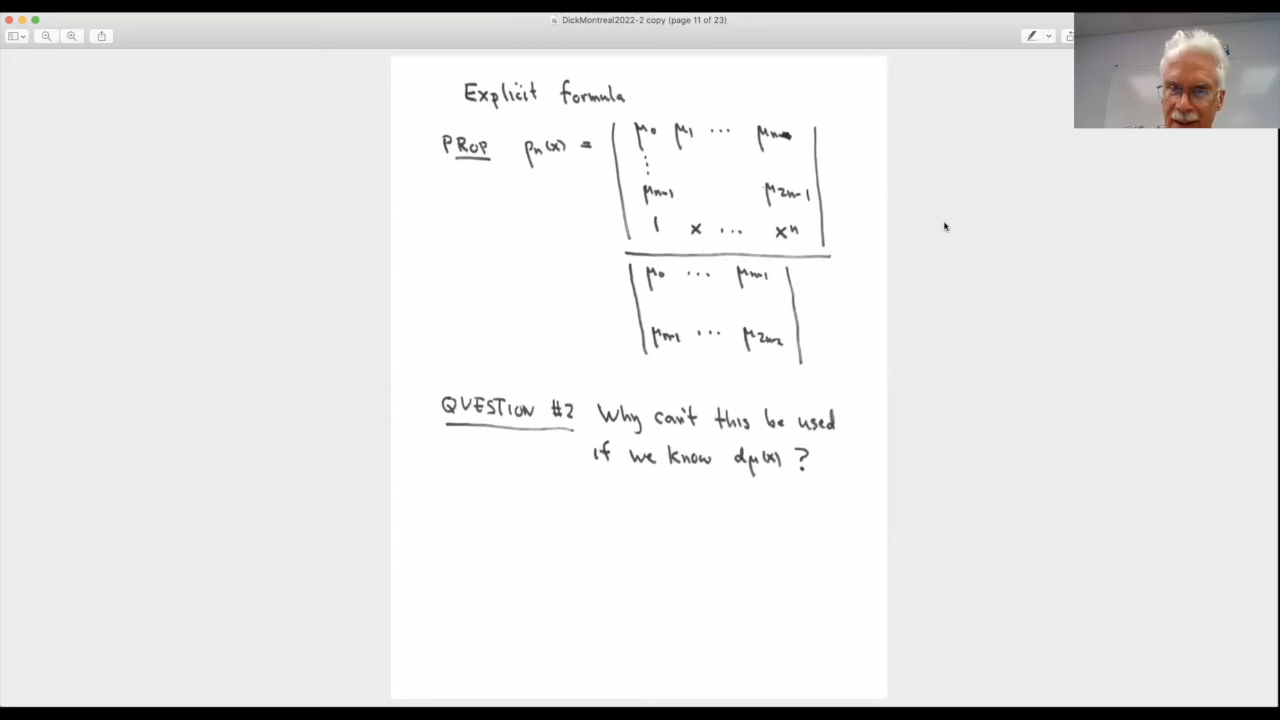 DickMontreal2022-2 copy (page 11 of 23)
Explicit formula
PROP pn(x) = | μ0 μ1 ... μn |
⋮
μn-1 μ2n-1
1 x ... xn
μ0 ... μn-1
μn-1 ... μ2n-2
QUESTION #2 Why can't this be used
if we know dμ(x) ?